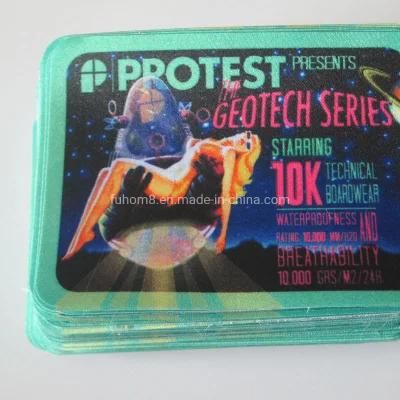 PROTEST PRESENTS
THE
GEOTECH SERIES
STARRING
10K TECHNICAL
BOARDWEAR
WATERPROOFNESS
RATING 10,000 MM/H2O AND
BREATHABILITY
10,000 GRS/M2/24H
fuhom8.en.made-in-china.com